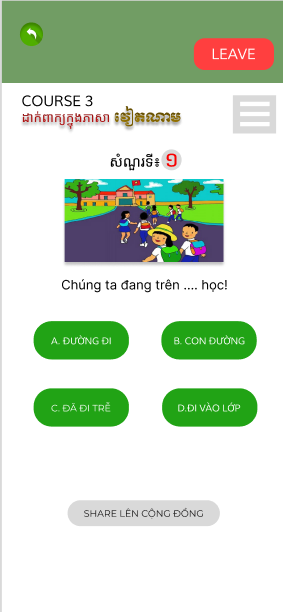 LEAVE
COURSE 3
ដាក់ពាក្យក្នុងភាសា វៀតណាម
សំណួរទី៖ ១
Chúng ta đang trên .... học!
A. ĐƯỜNG ĐI
B. CON ĐƯỜNG
C. ĐÃ ĐI TRỄ
D.ĐI VÀO LỚP
SHARE LÊN CỘNG ĐỒNG